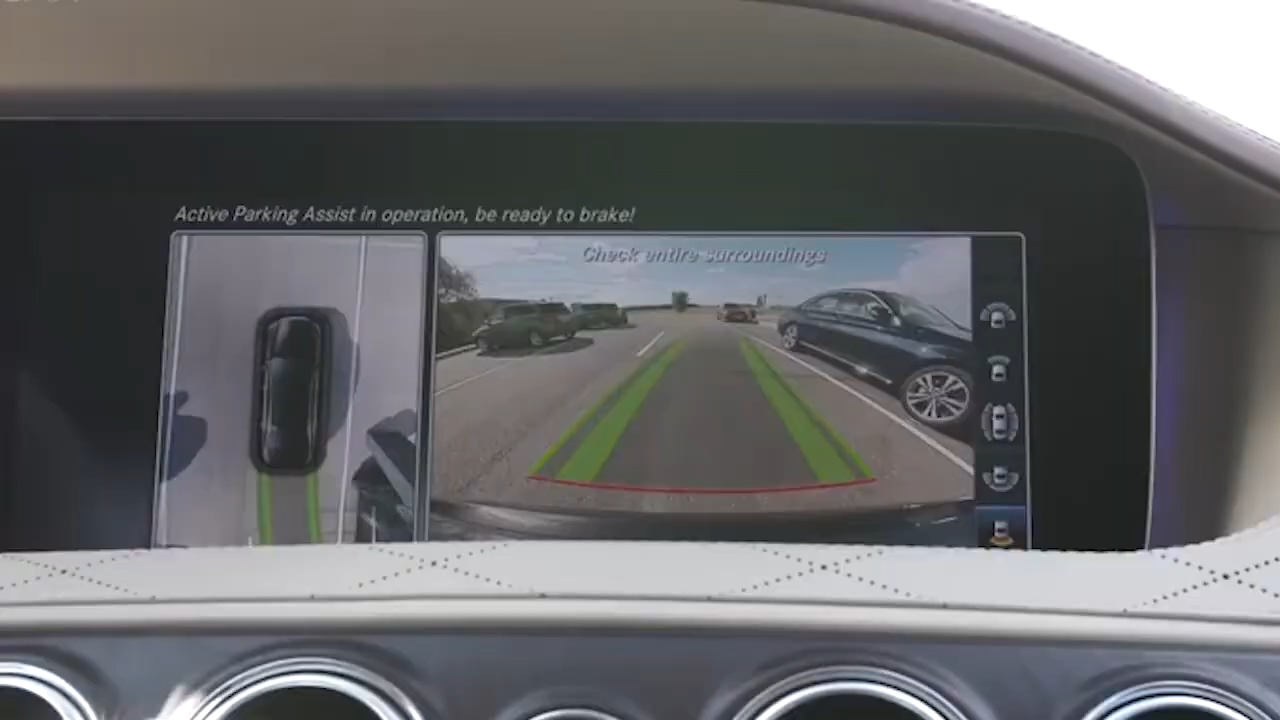 Active Parking Assist in operation, be ready to brake!
Check entire surroundings